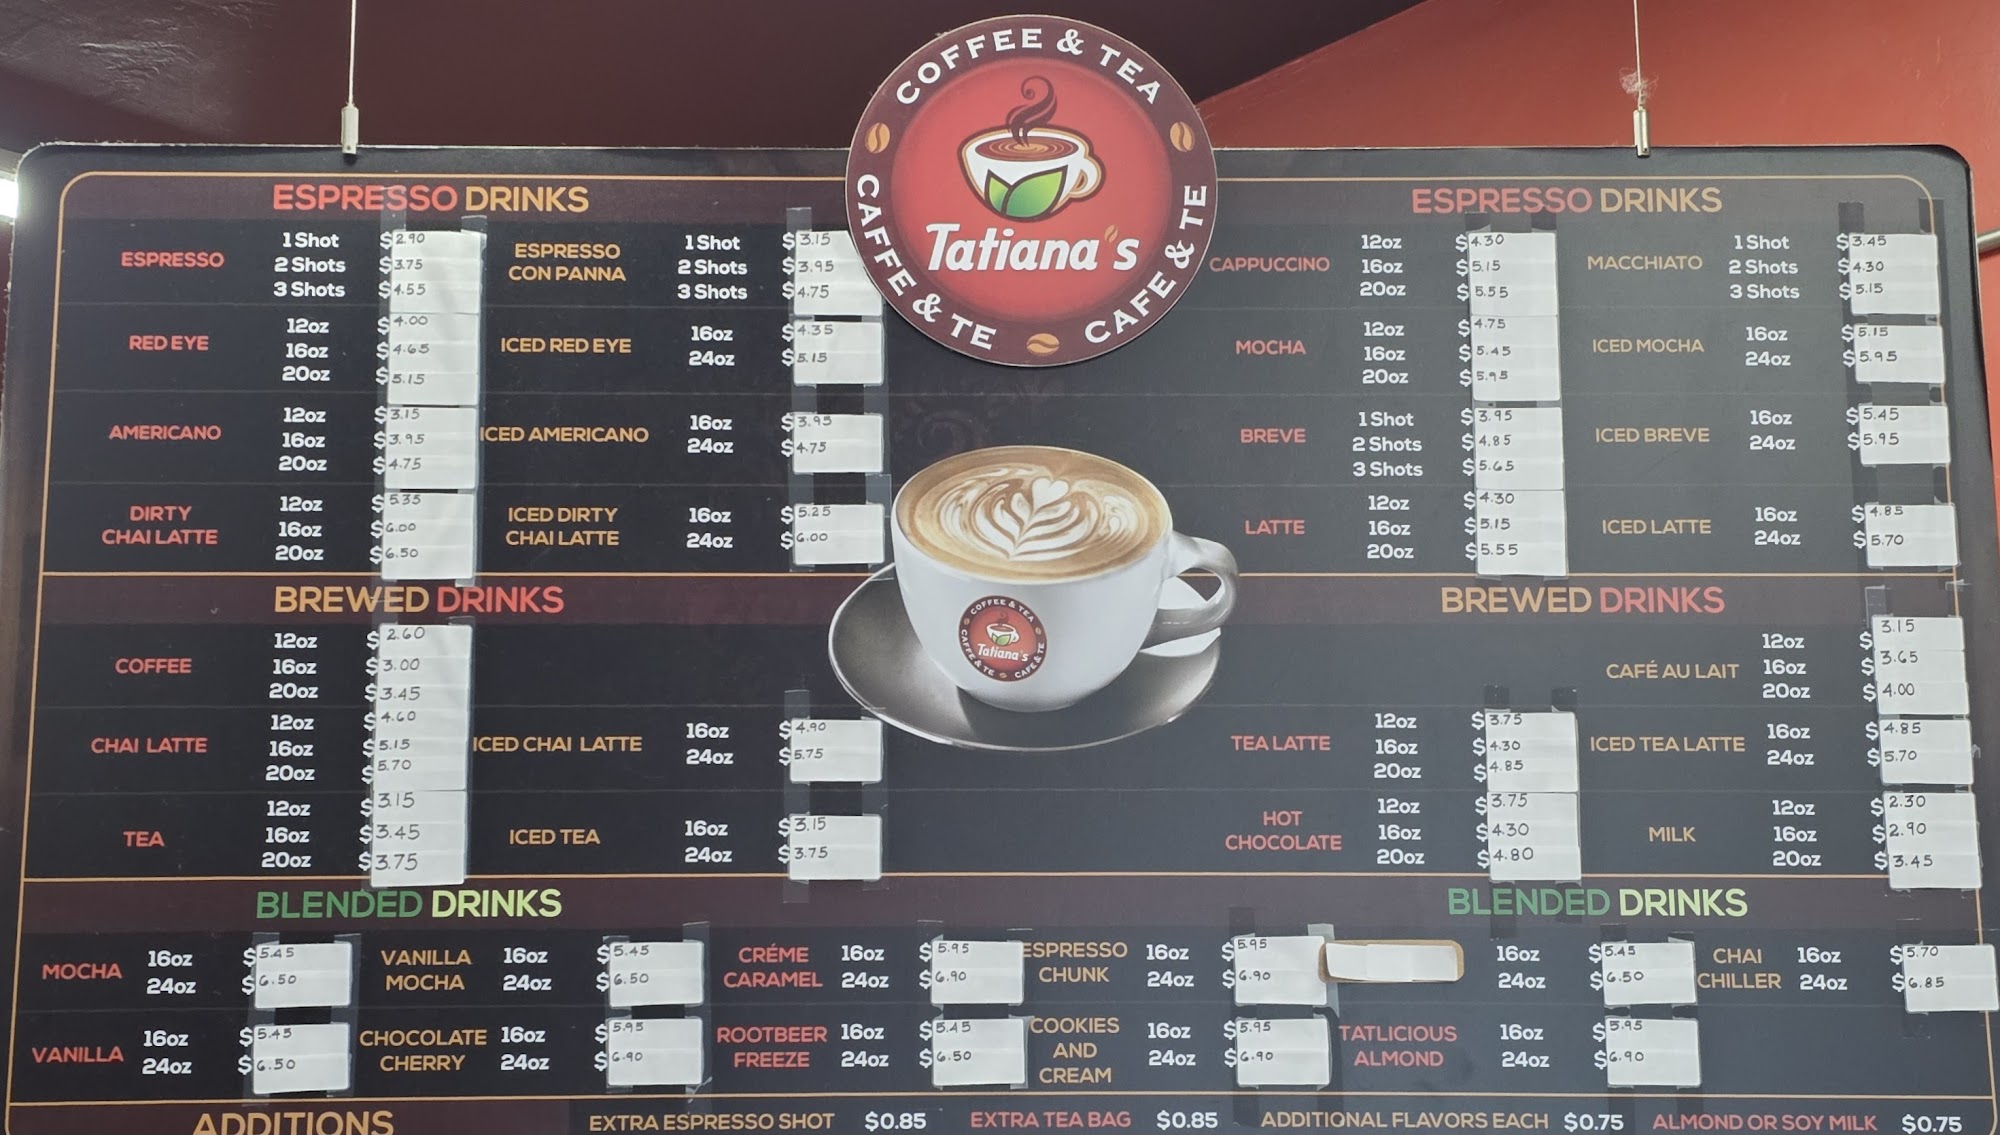 COFFEE & TEA
CAFFE & TE
CAFE & TE
Tatiana's
ESPRESSO DRINKS
ESPRESSO
1 Shot $2.90
2 Shots $3.75
3 Shots $4.55
ESPRESSO CON PANNA
1 Shot $3.15
2 Shots $3.95
3 Shots $4.75
RED EYE
12oz $4.00
16oz $4.65
20oz $5.15
ICED RED EYE
16oz $4.35
24oz $5.15
AMERICANO
12oz $3.15
16oz $3.95
20oz $4.75
ICED AMERICANO
16oz $3.95
24oz $4.75
DIRTY CHAI LATTE
12oz $5.35
16oz $6.00
20oz $6.50
ICED DIRTY CHAI LATTE
16oz $5.25
24oz $6.00
ESPRESSO DRINKS
CAPPUCCINO
12oz $4.30
16oz $5.15
20oz $5.55
MACCHIATO
1 Shot $3.45
2 Shots $4.30
3 Shots $5.15
MOCHA
12oz $4.75
16oz $5.45
20oz $5.95
ICED MOCHA
16oz $5.15
24oz $5.95
BREVE
1 Shot $3.95
2 Shots $4.85
3 Shots $5.65
ICED BREVE
16oz $5.45
24oz $5.95
LATTE
12oz $4.30
16oz $5.15
20oz $5.55
ICED LATTE
16oz $4.85
24oz $5.70
BREWED DRINKS
COFFEE
12oz $2.60
16oz $3.00
20oz $3.45
CHAI LATTE
12oz $4.60
16oz $5.15
20oz $5.70
ICED CHAI LATTE
16oz $4.90
24oz $5.75
TEA
12oz $3.15
16oz $3.45
20oz $3.75
ICED TEA
16oz $3.15
24oz $3.75
COFFEE & TEA
CAFFE & TE
CAFE & TE
Tatiana's
BREWED DRINKS
CAFÉ AU LAIT
12oz $3.15
16oz $3.65
20oz $4.00
TEA LATTE
12oz $3.75
16oz $4.30
20oz $4.85
ICED TEA LATTE
16oz $4.85
24oz $5.70
HOT CHOCOLATE
12oz $3.75
16oz $4.30
20oz $4.80
MILK
12oz $2.30
16oz $2.90
20oz $3.45
BLENDED DRINKS
BLENDED DRINKS
MOCHA
16oz $5.45
24oz $6.50
VANILLA MOCHA
16oz $5.45
24oz $6.50
CRÉME CARAMEL
16oz $5.95
24oz $6.90
ESPRESSO CHUNK
16oz $5.95
24oz $6.90
16oz $5.45
24oz $6.50
CHAI CHILLER
16oz $5.70
24oz $6.85
VANILLA
16oz $5.45
24oz $6.50
CHOCOLATE CHERRY
16oz $5.95
24oz $6.90
ROOTBEER FREEZE
16oz $5.45
24oz $6.50
COOKIES AND CREAM
16oz $5.95
24oz $6.90
TATLICIOUS ALMOND
16oz $5.95
24oz $6.90
ADDITIONS
EXTRA ESPRESSO SHOT $0.85
EXTRA TEA BAG $0.85
ADDITIONAL FLAVORS EACH $0.75
ALMOND OR SOY MILK $0.75